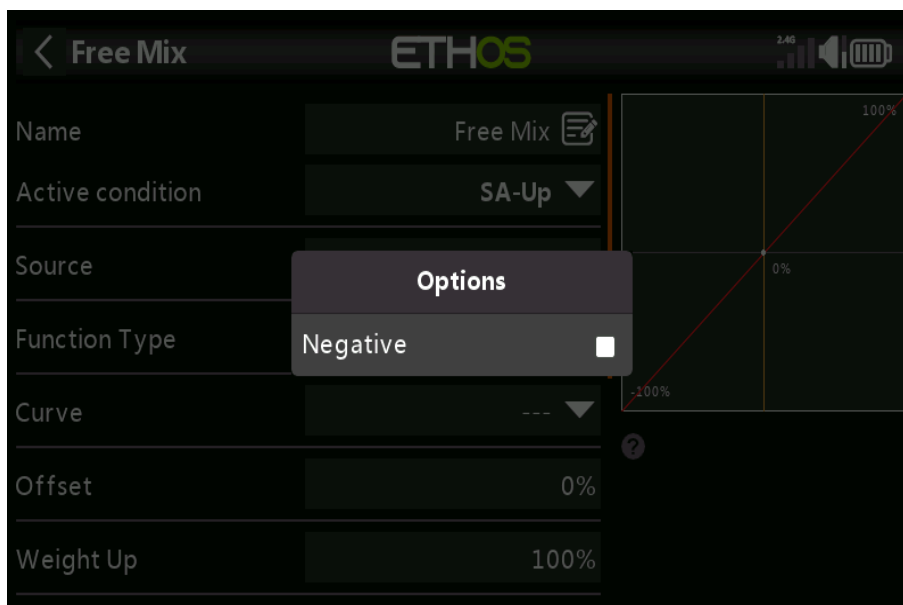 Free Mix
ETHOS
2.4G
Name
Free Mix
Active condition
SA-Up
Source
Function Type
Curve
---
Offset
0%
Weight Up
100%
Options
Negative
100%
0%
-100%
?